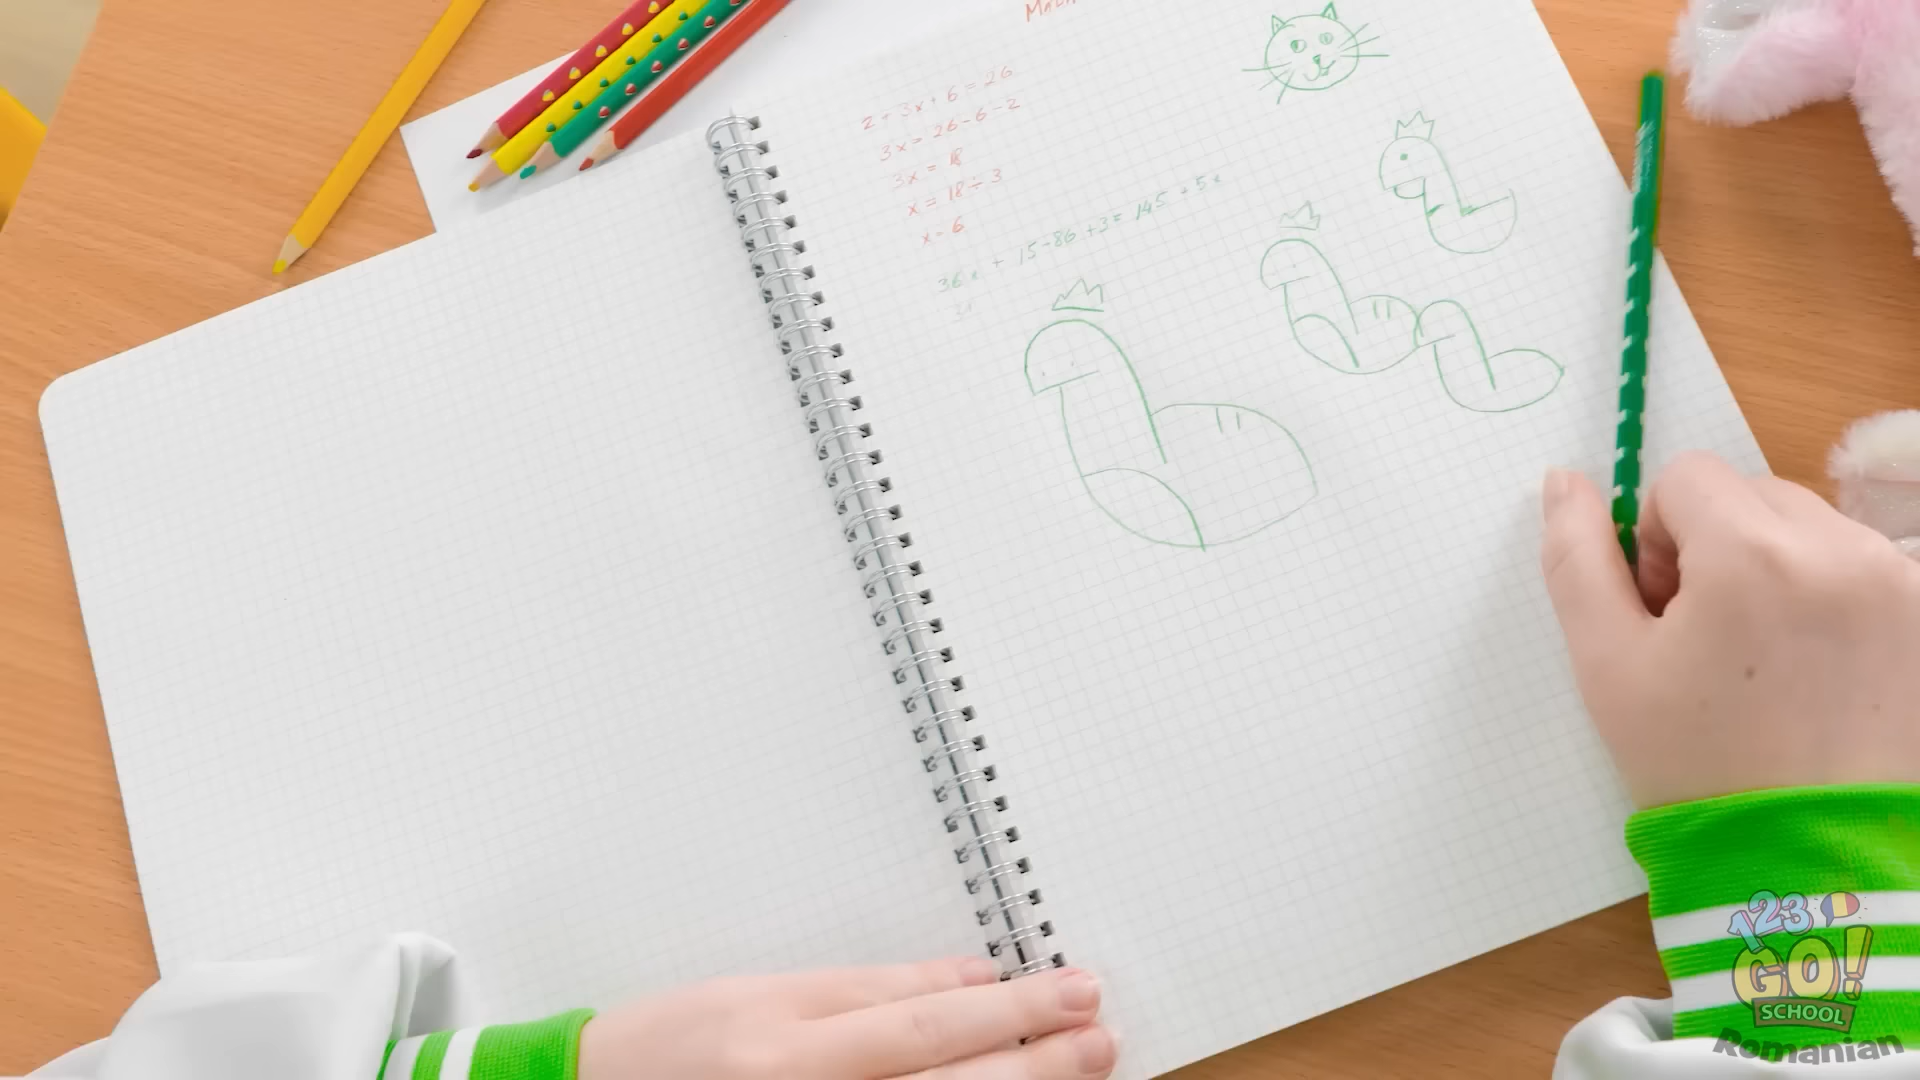 2 + 3x + 6 = 26
3x = 26 - 6 - 2
3x = 18
x = 18 ÷ 3
x = 6
36x + 15 - 86 + 3 = 145 + 5x
123
GO!
SCHOOL
Romanian